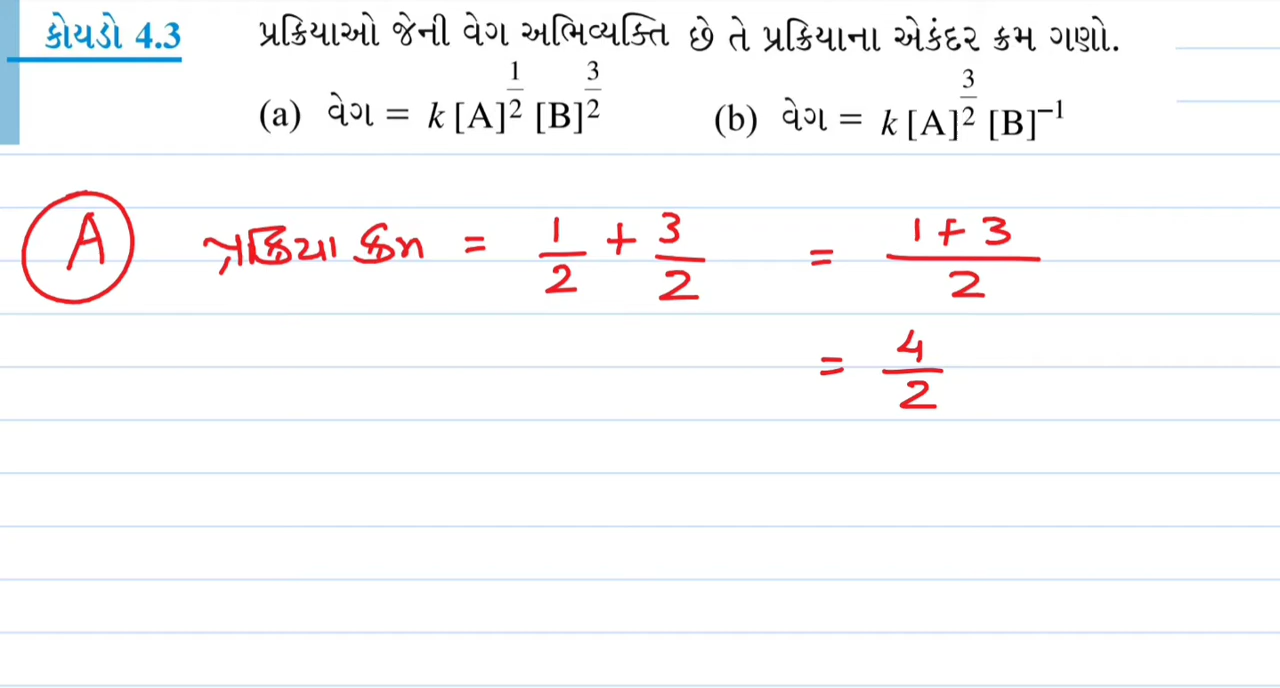 કોયડો 4.3 પ્રક્રિયાઓ જેની વેગ અભિવ્યક્તિ છે તે પ્રક્રિયાના એકંદર ક્રમ ગણો.
(a) વેગ = k [A]^(1/2) [B]^(3/2) (b) વેગ = k [A]^(3/2) [B]^(–1)
A પ્રક્રિયા ક્રમ = 1/2 + 3/2 = (1+3)/2
= 4/2